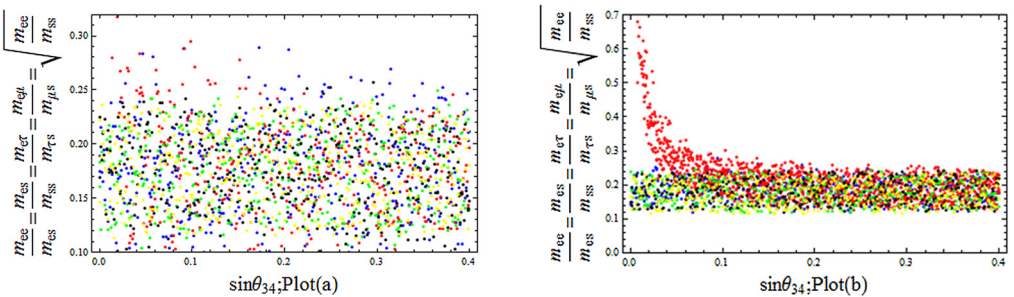 m_ee/m_es = m_es/m_ss = m_eτ/m_τs = m_eμ/m_μs = √(m_ee/m_ss)
0.30
0.25
0.20
0.15
0.10
0.0 0.1 0.2 0.3 0.4
sinθ34;Plot(a)
m_ee/m_es = m_es/m_ss = m_eτ/m_τs = m_eμ/m_μs = √(m_ee/m_ss)
0.7
0.6
0.5
0.4
0.3
0.2
0.1
0.0
0.0 0.1 0.2 0.3 0.4
sinθ34;Plot(b)